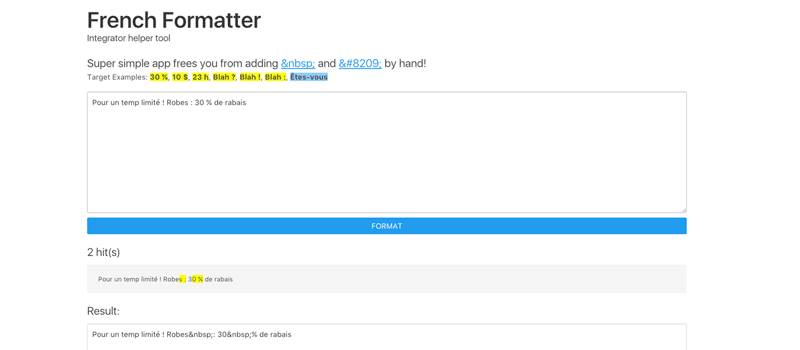 French Formatter
Integrator helper tool
Super simple app frees you from adding &nbsp; and &#8209; by hand!
Target Examples: 30 %, 10 $, 23 h, Blah ?, Blah !, Blah :, Êtes-vous
Pour un temp limité ! Robes : 30 % de rabais
FORMAT
2 hit(s)
Pour un temp limité ! Robes : 30 % de rabais
Result:
Pour un temp limité ! Robes&nbsp;: 30&nbsp;% de rabais